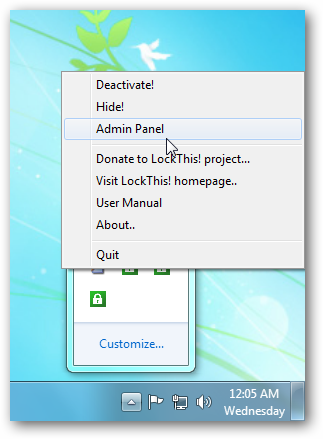 Deactivate!
Hide!
Admin Panel
Donate to LockThis! project...
Visit LockThis! homepage..
User Manual
About..
Quit
Customize...
12:05 AM
Wednesday